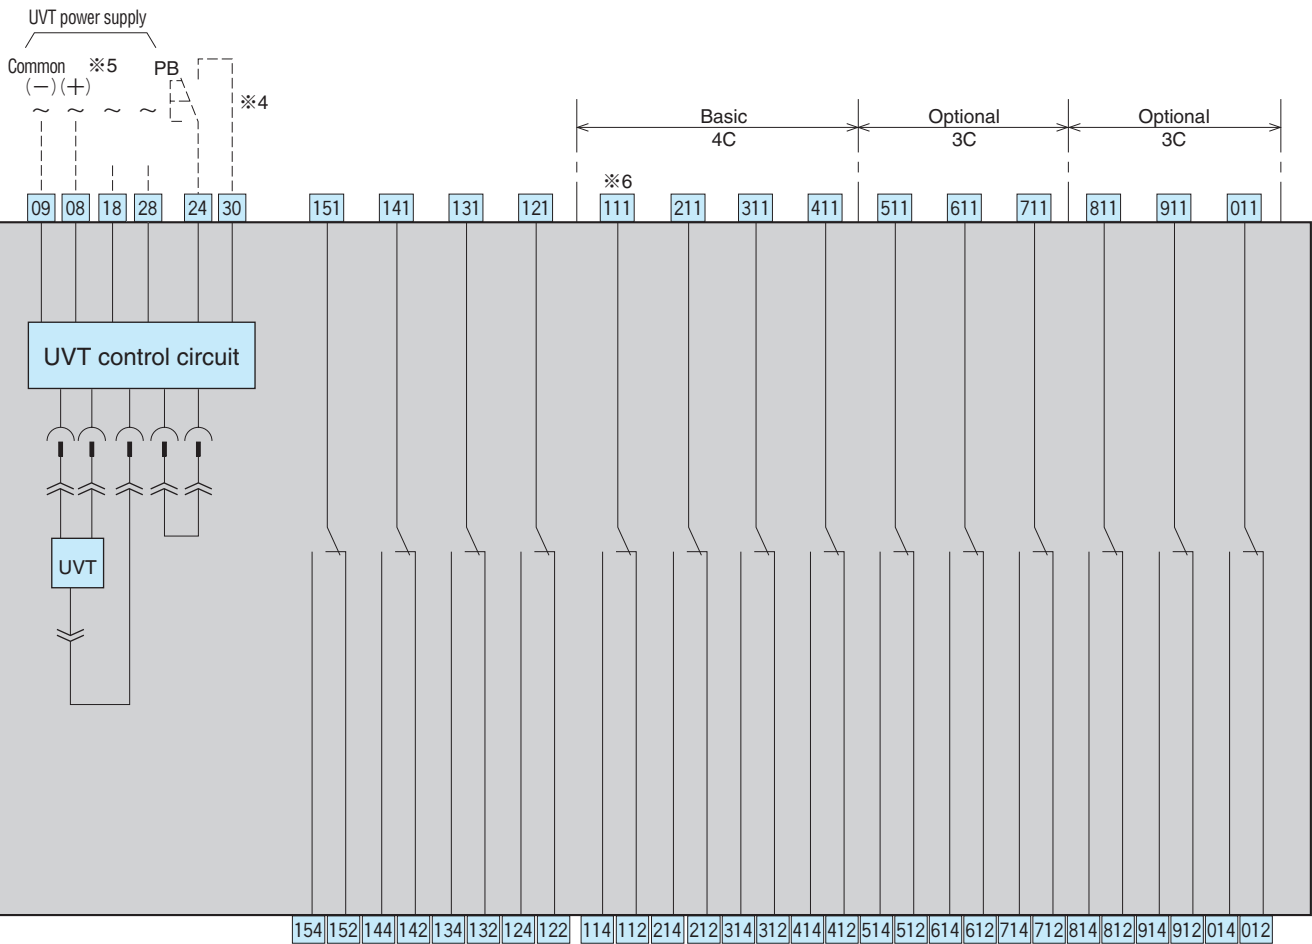 UVT power supply
Common ※5 PB
(−)(+)
~ ~ ~ ~ ※4
Basic Optional Optional
4C 3C 3C
※6
09 08 18 28 24 30 151 141 131 121 111 211 311 411 511 611 711 811 911 011
UVT control circuit
UVT
154 152 144 142 134 132 124 122 114 112 214 212 314 312 414 412 514 512 614 612 714 712 814 812 914 912 014 012